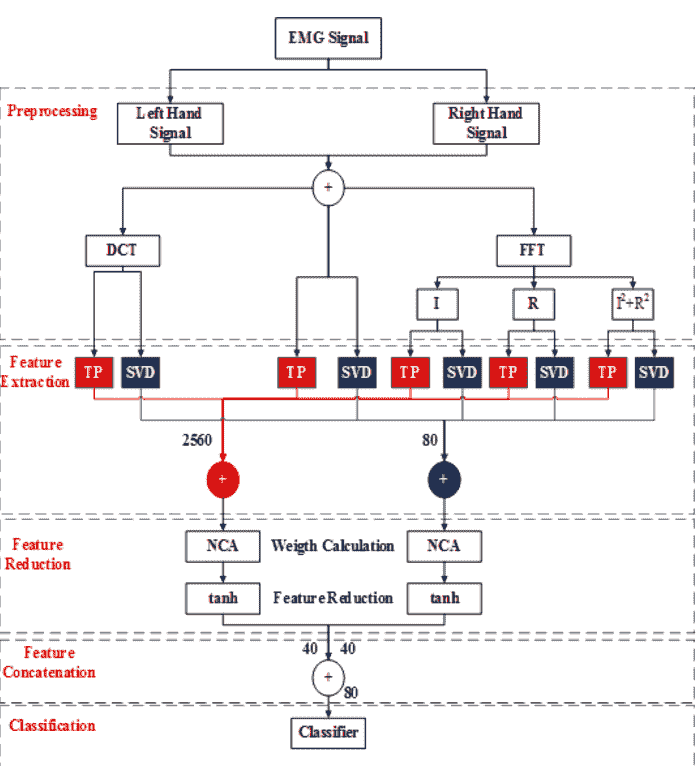 EMG Signal
Preprocessing
Left Hand
Signal
Right Hand
Signal
+
DCT
FFT
I
R
I²+R²
Feature
Extraction
TP
SVD
TP
SVD
TP
SVD
TP
SVD
TP
SVD
2560
80
+
+
Feature
Reduction
NCA
Weigth Calculation
NCA
tanh
Feature Reduction
tanh
Feature
Concatenation
40
40
+
80
Classification
Classifier